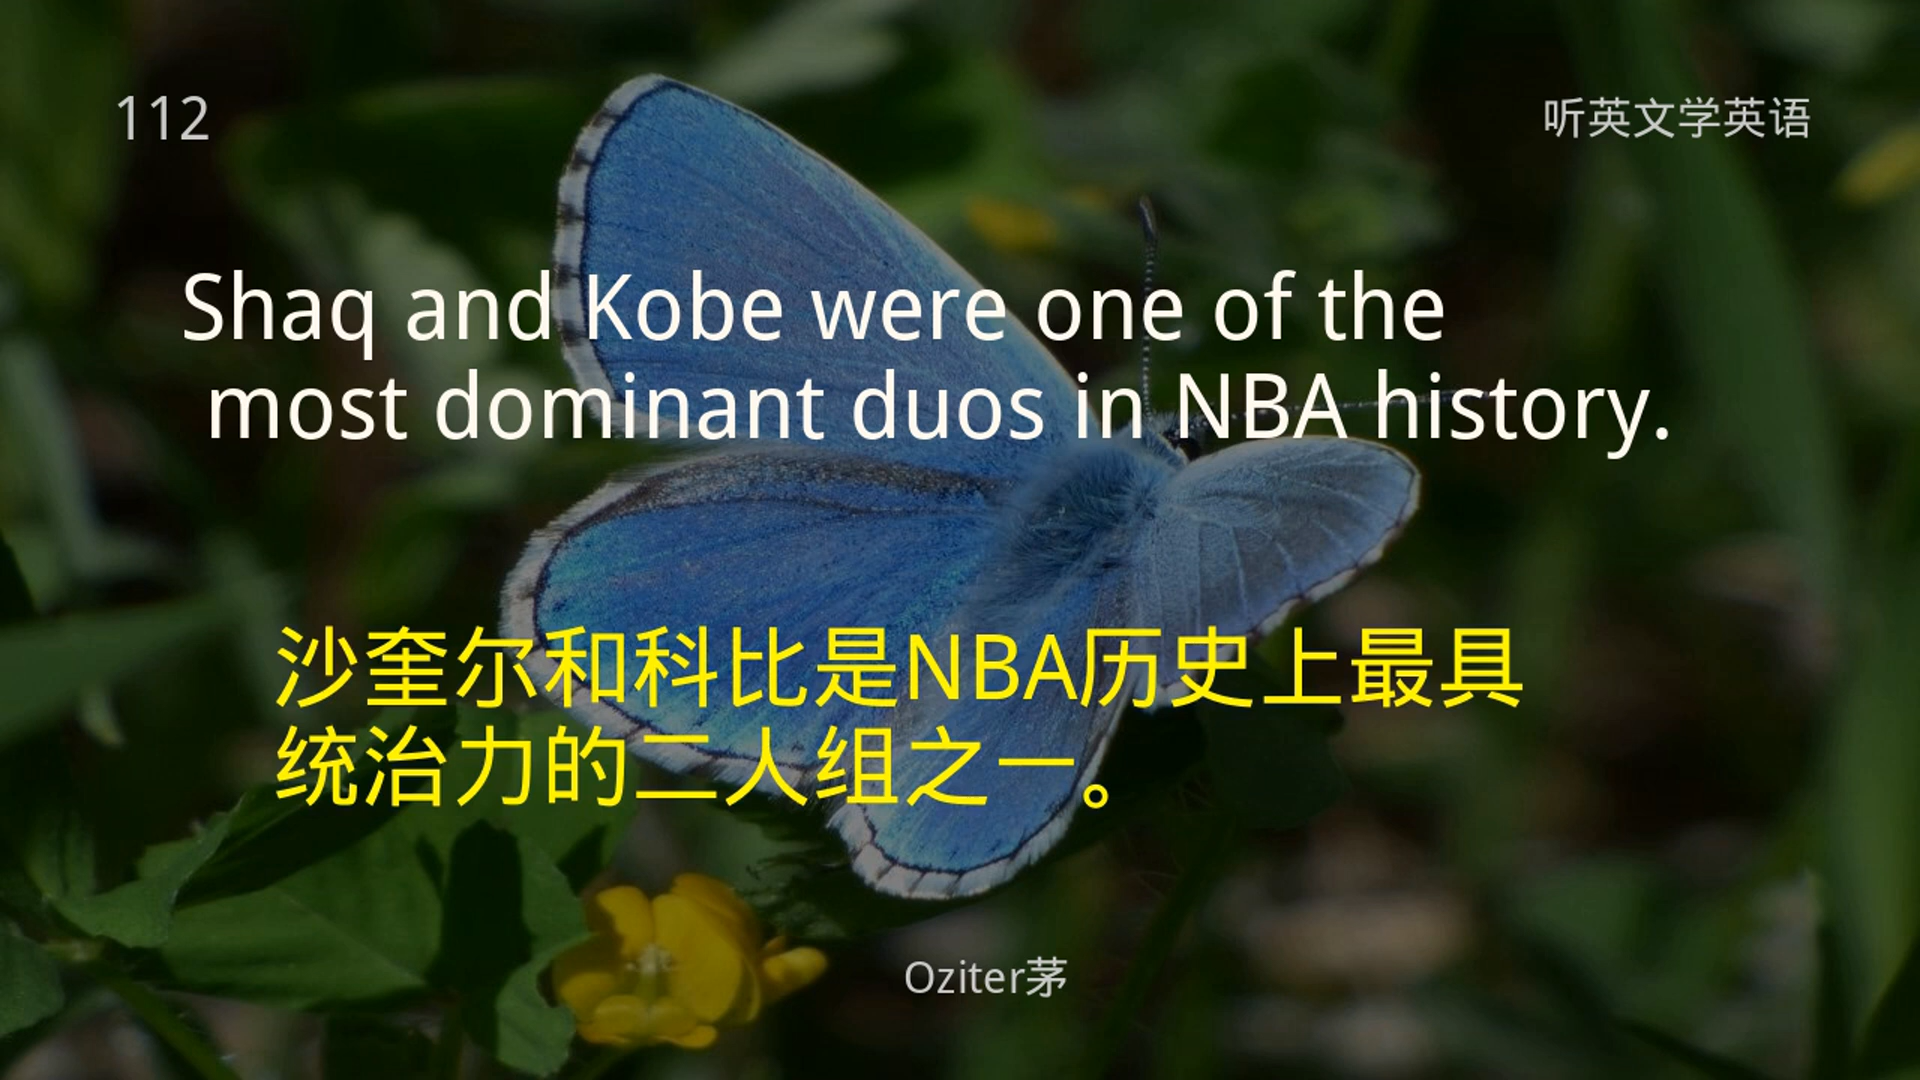 112
听英文学英语
Shaq and Kobe were one of the
most dominant duos in NBA history.
沙奎尔和科比是NBA历史上最具
统治力的二人组之一。
Oziter茅